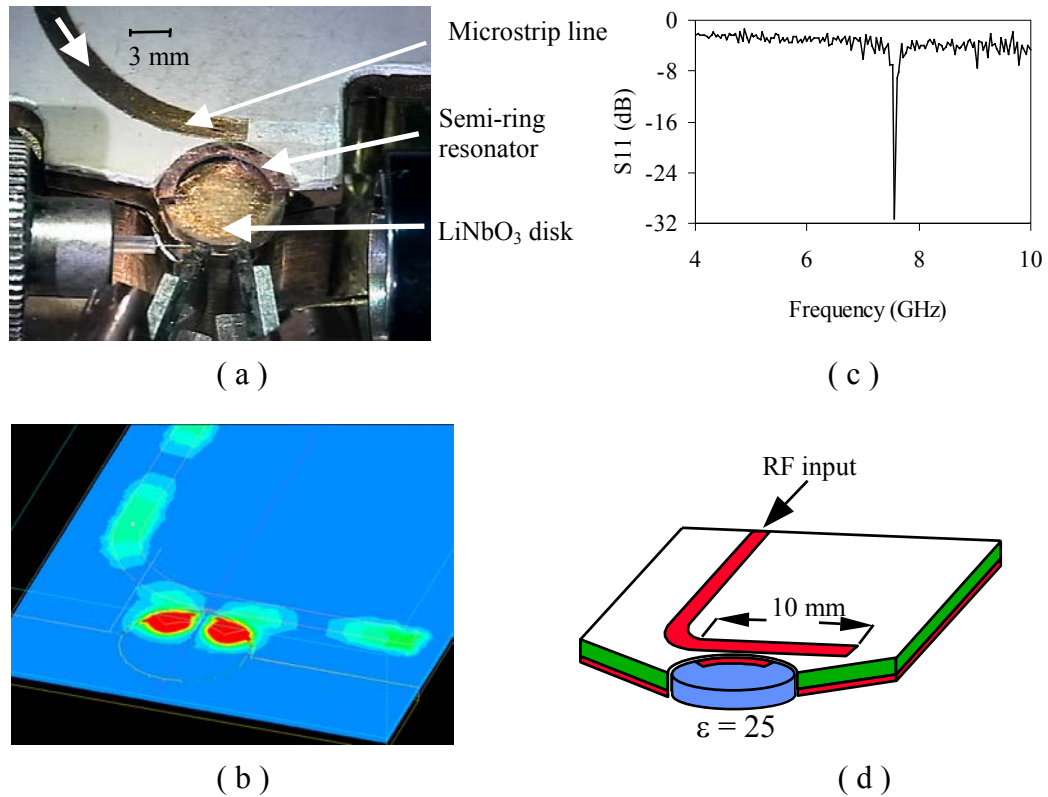 3 mm
Microstrip line
Semi-ring
resonator
LiNbO₃ disk
( a )
S11 (dB)
0
-8
-16
-24
-32
4
6
8
10
Frequency (GHz)
( c )
( b )
RF input
10 mm
ε = 25
( d )